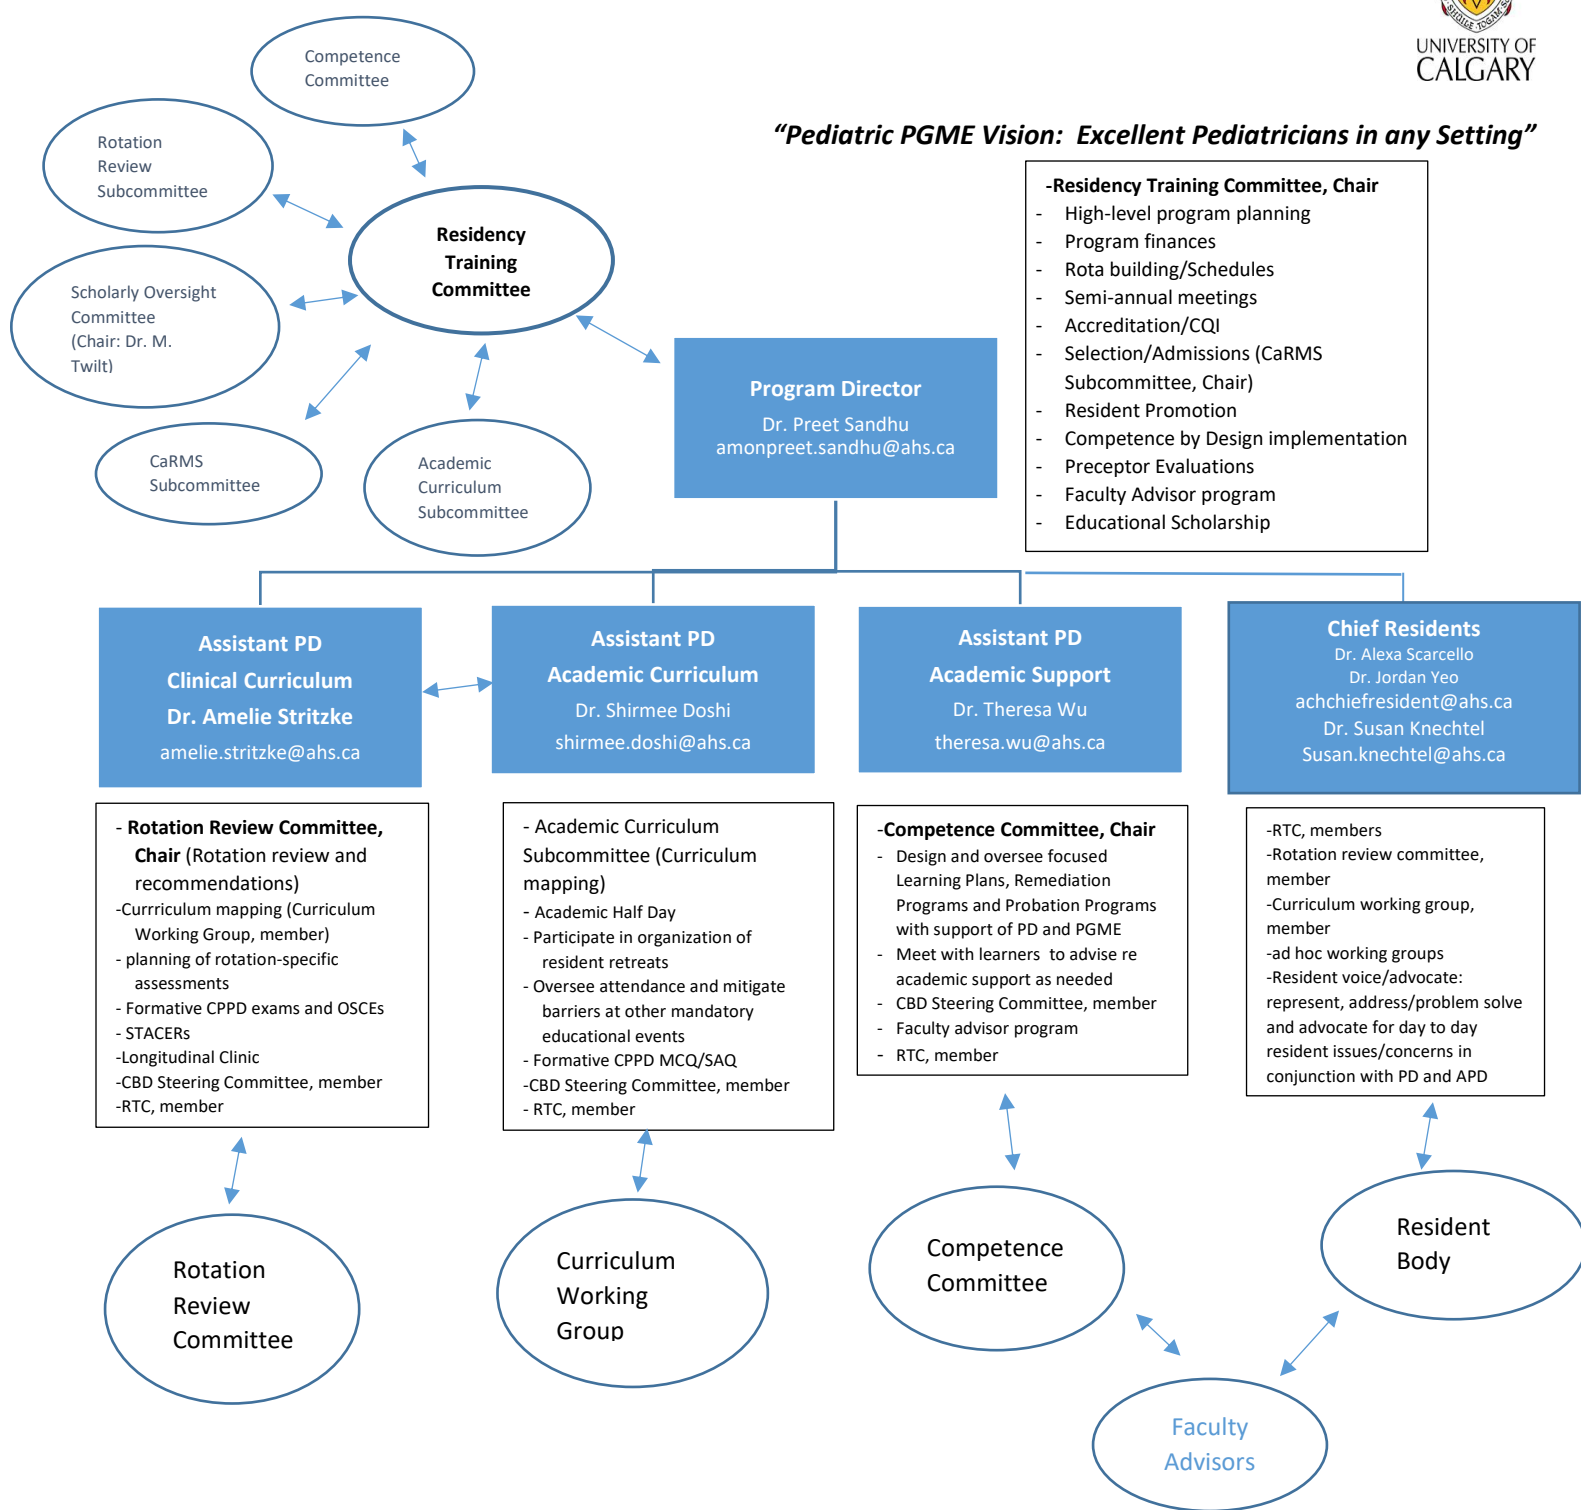 SHÜILE TOGAM SUAS
UNIVERSITY OF
CALGARY
“Pediatric PGME Vision:  Excellent Pediatricians in any Setting”
Competence
Committee
Rotation
Review
Subcommittee
Scholarly Oversight
Committee
(Chair: Dr. M.
Twilt)
CaRMS
Subcommittee
Academic
Curriculum
Subcommittee
Residency
Training
Committee
Program Director
Dr. Preet Sandhu
amonpreet.sandhu@ahs.ca
-Residency Training Committee, Chair
- High-level program planning
- Program finances
- Rota building/Schedules
- Semi-annual meetings
- Accreditation/CQI
- Selection/Admissions (CaRMS
Subcommittee, Chair)
- Resident Promotion
- Competence by Design implementation
- Preceptor Evaluations
- Faculty Advisor program
- Educational Scholarship
Assistant PD
Clinical Curriculum
Dr. Amelie Stritzke
amelie.stritzke@ahs.ca
Assistant PD
Academic Curriculum
Dr. Shirmee Doshi
shirmee.doshi@ahs.ca
Assistant PD
Academic Support
Dr. Theresa Wu
theresa.wu@ahs.ca
Chief Residents
Dr. Alexa Scarcello
Dr. Jordan Yeo
achchiefresident@ahs.ca
Dr. Susan Knechtel
Susan.knechtel@ahs.ca
- Rotation Review Committee,
Chair (Rotation review and
recommendations)
-Currriculum mapping (Curriculum
Working Group, member)
- planning of rotation-specific
assessments
- Formative CPPD exams and OSCEs
- STACERs
-Longitudinal Clinic
-CBD Steering Committee, member
-RTC, member
- Academic Curriculum
Subcommittee (Curriculum
mapping)
- Academic Half Day
- Participate in organization of
resident retreats
- Oversee attendance and mitigate
barriers at other mandatory
educational events
- Formative CPPD MCQ/SAQ
-CBD Steering Committee, member
- RTC, member
-Competence Committee, Chair
- Design and oversee focused
Learning Plans, Remediation
Programs and Probation Programs
with support of PD and PGME
- Meet with learners  to advise re
academic support as needed
- CBD Steering Committee, member
- Faculty advisor program
- RTC, member
-RTC, members
-Rotation review committee,
member
-Curriculum working group,
member
-ad hoc working groups
-Resident voice/advocate:
represent, address/problem solve
and advocate for day to day
resident issues/concerns in
conjunction with PD and APD
Rotation
Review
Committee
Curriculum
Working
Group
Competence
Committee
Resident
Body
Faculty
Advisors